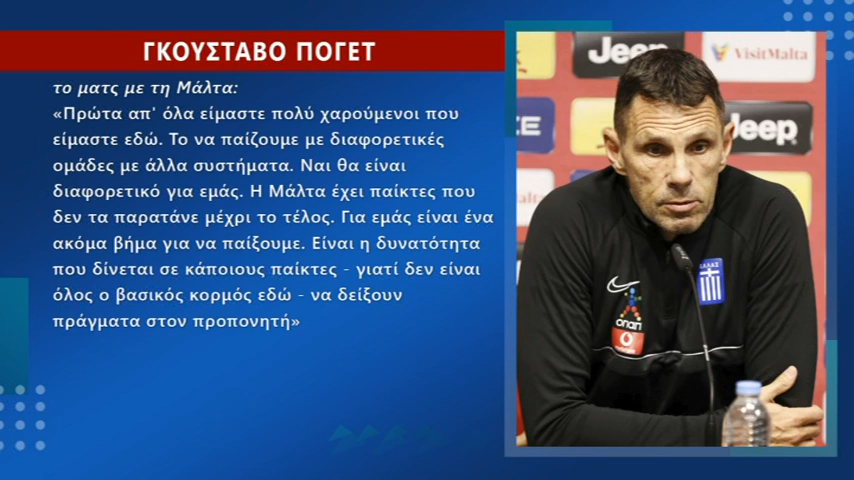 ΓΚΟΥΣΤΑΒΟ ΠΟΓΕΤ
το ματς με τη Μάλτα:
«Πρώτα απ' όλα είμαστε πολύ χαρούμενοι που
είμαστε εδώ. Το να παίζουμε με διαφορετικές
ομάδες με άλλα συστήματα. Ναι θα είναι
διαφορετικό για εμάς. Η Μάλτα έχει παίκτες που
δεν τα παρατάνε μέχρι το τέλος. Για εμάς είναι ένα
ακόμα βήμα για να παίξουμε. Είναι η δυνατότητα
που δίνεται σε κάποιους παίκτες - γιατί δεν είναι
όλος ο βασικός κορμός εδώ - να δείξουν
πράγματα στον προπονητή»
Jeep
VisitMalta
Jeep
ΕΛΛΑΣ
οπαπ
vodafone